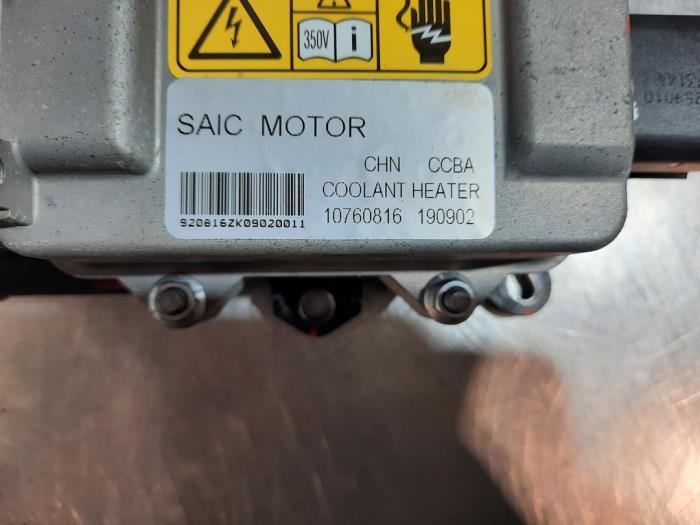 350V i
SAIC MOTOR
CHN CCBA
COOLANT HEATER
10760816 190902
920816ZK09020011